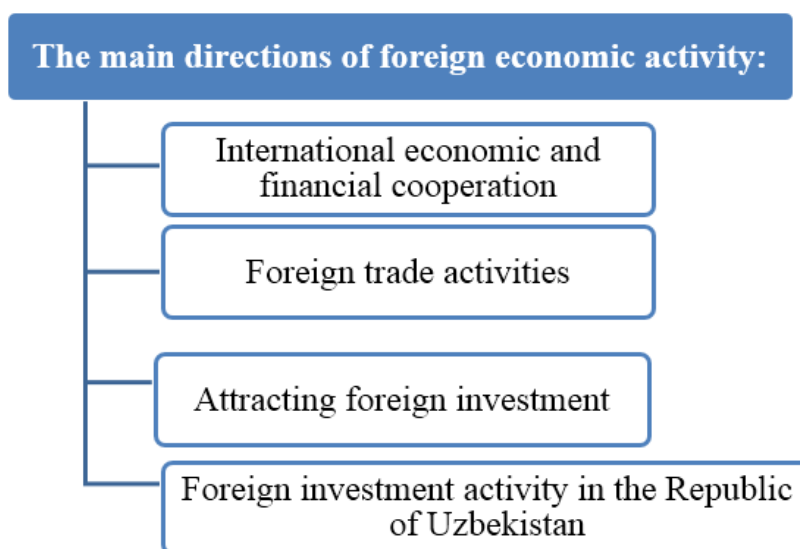 The main directions of foreign economic activity:
International economic and
financial cooperation
Foreign trade activities
Attracting foreign investment
Foreign investment activity in the Republic
of Uzbekistan